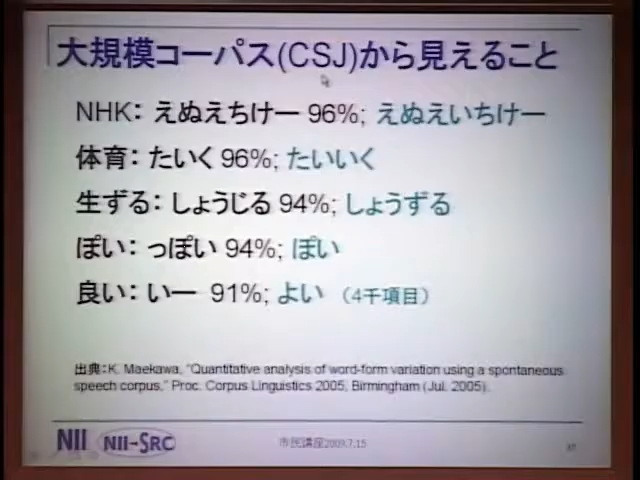 大規模コーパス(CSJ)から見えること
NHK: えぬえちけー 96%; えぬえいちけー
体育: たいく 96%; たいいく
生ずる: しょうじる 94%; しょうずる
ぽい: っぽい 94%; ぽい
良い: いー 91%; よい (4千項目)
出典:K. Maekawa, "Quantitative analysis of word-form variation using a spontaneous
speech corpus," Proc. Corpus Linguistics 2005, Birmingham (Jul. 2005).
NII NII-SRC 市民講座2009.7.15